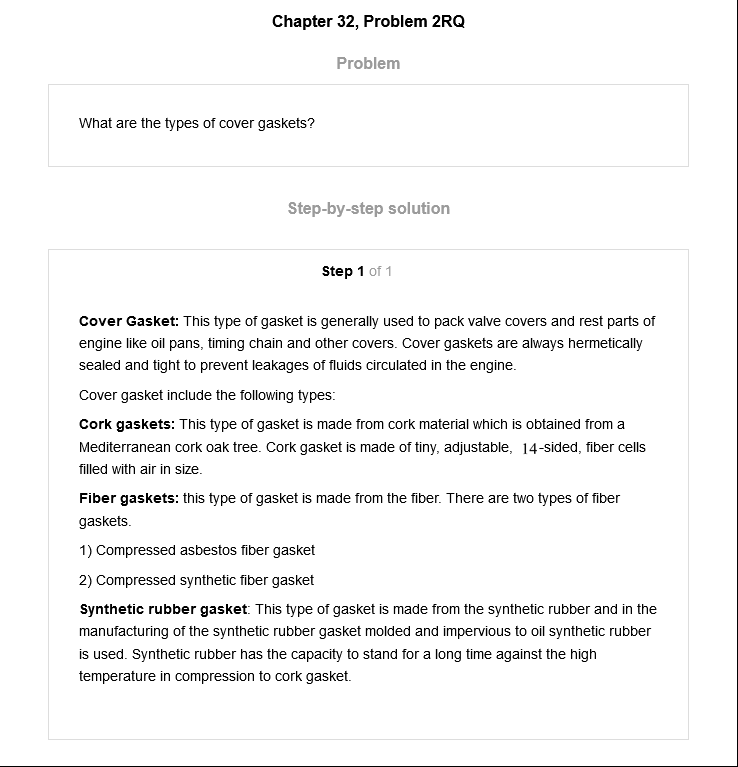 Chapter 32, Problem 2RQ
Problem
What are the types of cover gaskets?
Step-by-step solution
Step 1 of 1
Cover Gasket: This type of gasket is generally used to pack valve covers and rest parts of
engine like oil pans, timing chain and other covers. Cover gaskets are always hermetically
sealed and tight to prevent leakages of fluids circulated in the engine.
Cover gasket include the following types:
Cork gaskets: This type of gasket is made from cork material which is obtained from a
Mediterranean cork oak tree. Cork gasket is made of tiny, adjustable, 14-sided, fiber cells
filled with air in size.
Fiber gaskets: this type of gasket is made from the fiber. There are two types of fiber
gaskets.
1) Compressed asbestos fiber gasket
2) Compressed synthetic fiber gasket
Synthetic rubber gasket: This type of gasket is made from the synthetic rubber and in the
manufacturing of the synthetic rubber gasket molded and impervious to oil synthetic rubber
is used. Synthetic rubber has the capacity to stand for a long time against the high
temperature in compression to cork gasket.